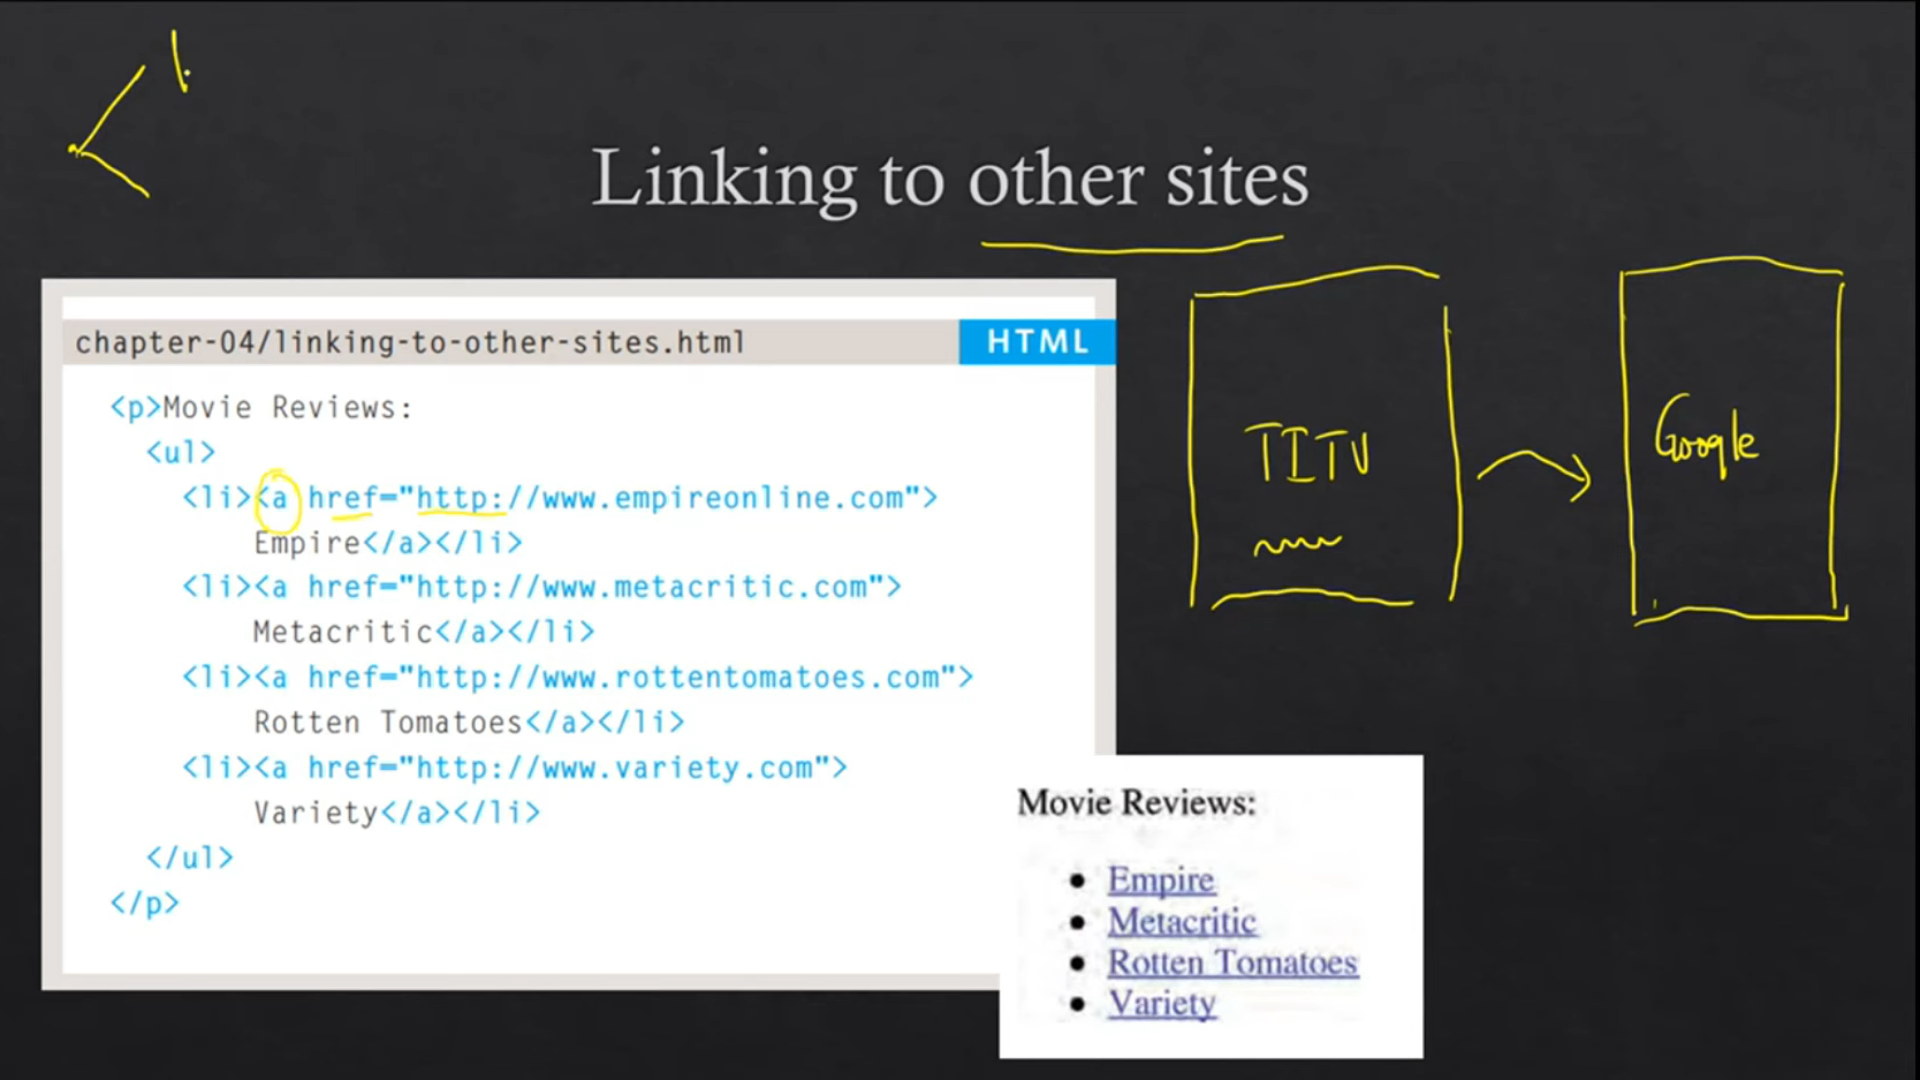 Linking to other sites
chapter-04/linking-to-other-sites.html
HTML
<p>Movie Reviews:
<ul>
<li><a href="http://www.empireonline.com">
Empire</a></li>
<li><a href="http://www.metacritic.com">
Metacritic</a></li>
<li><a href="http://www.rottentomatoes.com">
Rotten Tomatoes</a></li>
<li><a href="http://www.variety.com">
Variety</a></li>
</ul>
</p>
TITV
Google
Movie Reviews:
• Empire
• Metacritic
• Rotten Tomatoes
• Variety